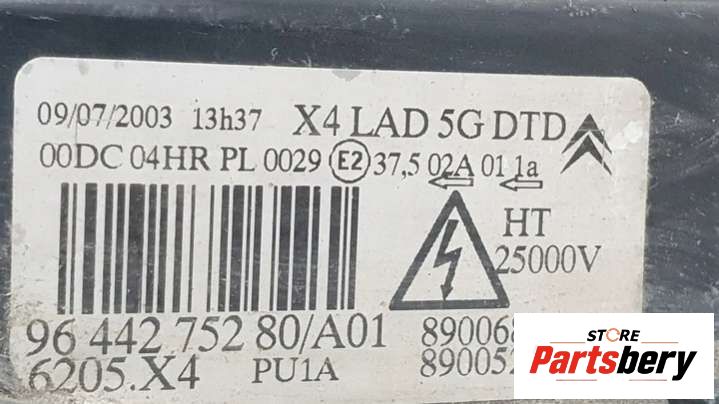 09/07/2003 13h37 X4 LAD 5G DTD
00DC 04HR PL 0029 E2 37,5 02A 01 1a
HT
25000V
96 442 752 80/A01
6205.X4 PU1A
STORE
Partsbery